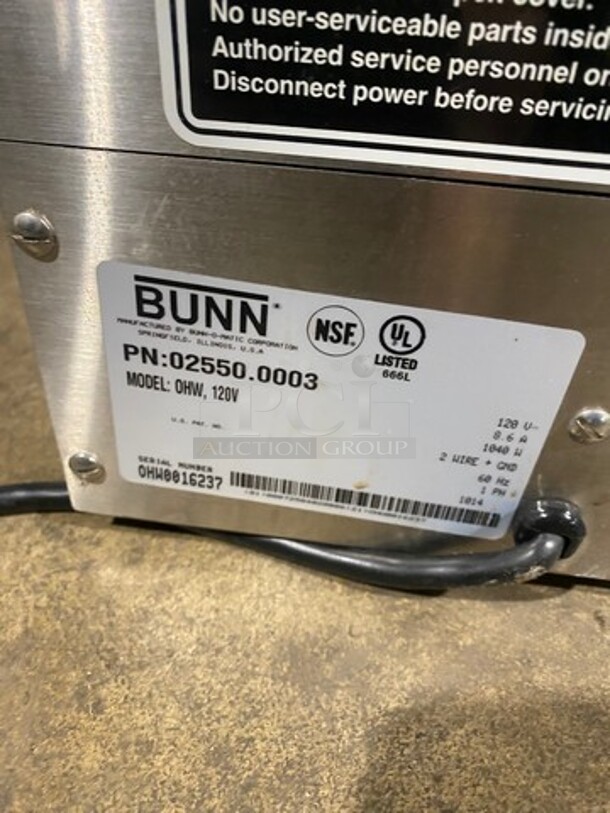 No user-serviceable parts insid
Authorized service personnel on
Disconnect power before servicin
BUNN
MANUFACTURED BY BUNN-O-MATIC CORPORATION
SPRINGFIELD, ILLINOIS, U.S.A
NSF
UL
LISTED
666L
PN:02550.0003
MODEL: OHW, 120V
U.S. PAT. NO.
120 V~
8.6 A
1040 W
2 WIRE + GND
60 Hz
1 PH
1014
SERIAL NUMBER
OHW0016237
PCI
AUCTION GROUP